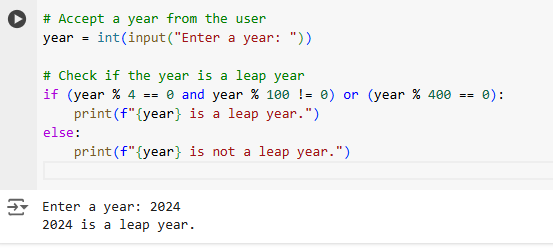 # Accept a year from the user
year = int(input("Enter a year: "))
# Check if the year is a leap year
if (year % 4 == 0 and year % 100 != 0) or (year % 400 == 0):
    print(f"{year} is a leap year.")
else:
    print(f"{year} is not a leap year.")
Enter a year: 2024
2024 is a leap year.